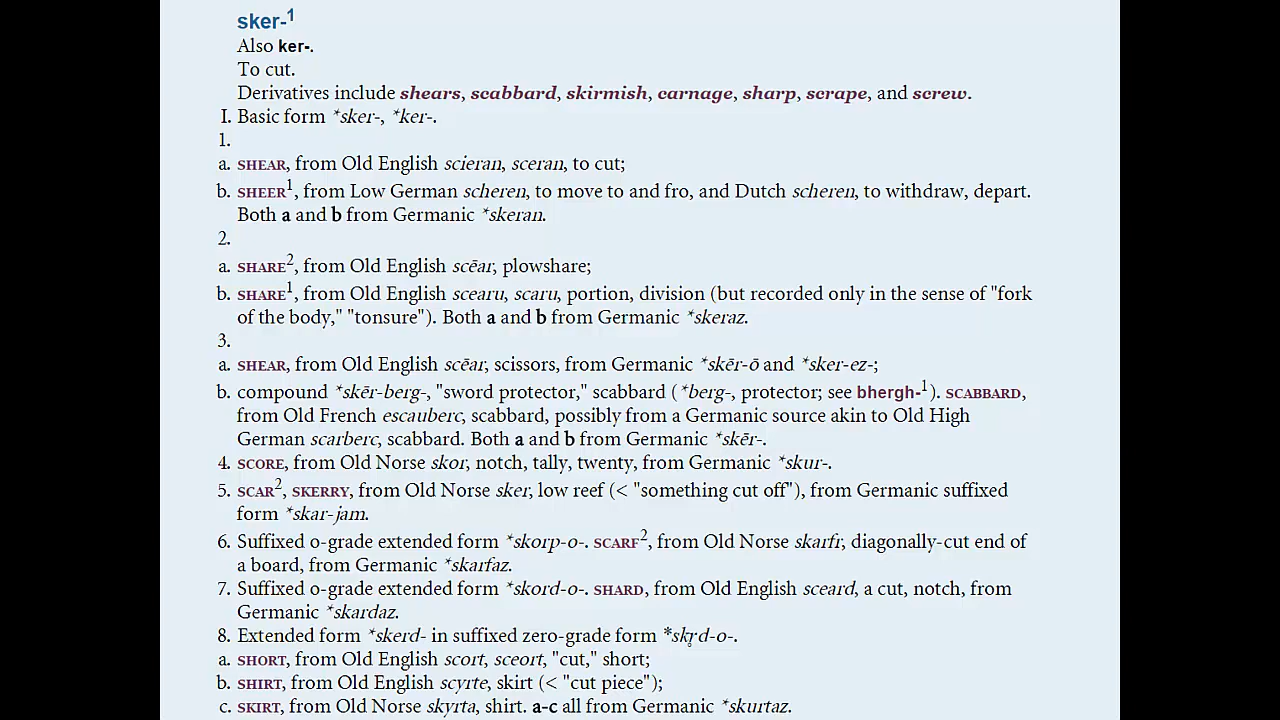 sker-¹
Also ker-.
To cut.
Derivatives include shears, scabbard, skirmish, carnage, sharp, scrape, and screw.
I. Basic form *sker-, *ker-.
1.
a. SHEAR, from Old English scieran, sceran, to cut;
b. SHEER¹, from Low German scheren, to move to and fro, and Dutch scheren, to withdraw, depart.
Both a and b from Germanic *skeran.
2.
a. SHARE², from Old English scēar, plowshare;
b. SHARE¹, from Old English scearu, scaru, portion, division (but recorded only in the sense of "fork
of the body," "tonsure"). Both a and b from Germanic *skeraz.
3.
a. SHEAR, from Old English scēar, scissors, from Germanic *skēr-ō and *sker-ez-;
b. compound *skēr-berg-, "sword protector," scabbard (*berg-, protector; see bhergh-¹). SCABBARD,
from Old French escauberc, scabbard, possibly from a Germanic source akin to Old High
German scarberc, scabbard. Both a and b from Germanic *skēr-.
4. SCORE, from Old Norse skor, notch, tally, twenty, from Germanic *skur-.
5. SCAR², SKERRY, from Old Norse sker, low reef (< "something cut off"), from Germanic suffixed
form *skar-jam.
6. Suffixed o-grade extended form *skorp-o-. SCARF², from Old Norse skarfr, diagonally-cut end of
a board, from Germanic *skarfaz.
7. Suffixed o-grade extended form *skord-o-. SHARD, from Old English sceard, a cut, notch, from
Germanic *skardaz.
8. Extended form *skerd- in suffixed zero-grade form *skr̥d-o-.
a. SHORT, from Old English scort, sceort, "cut," short;
b. SHIRT, from Old English scyrte, skirt (< "cut piece");
c. SKIRT, from Old Norse skyrta, shirt. a-c all from Germanic *skurtaz.